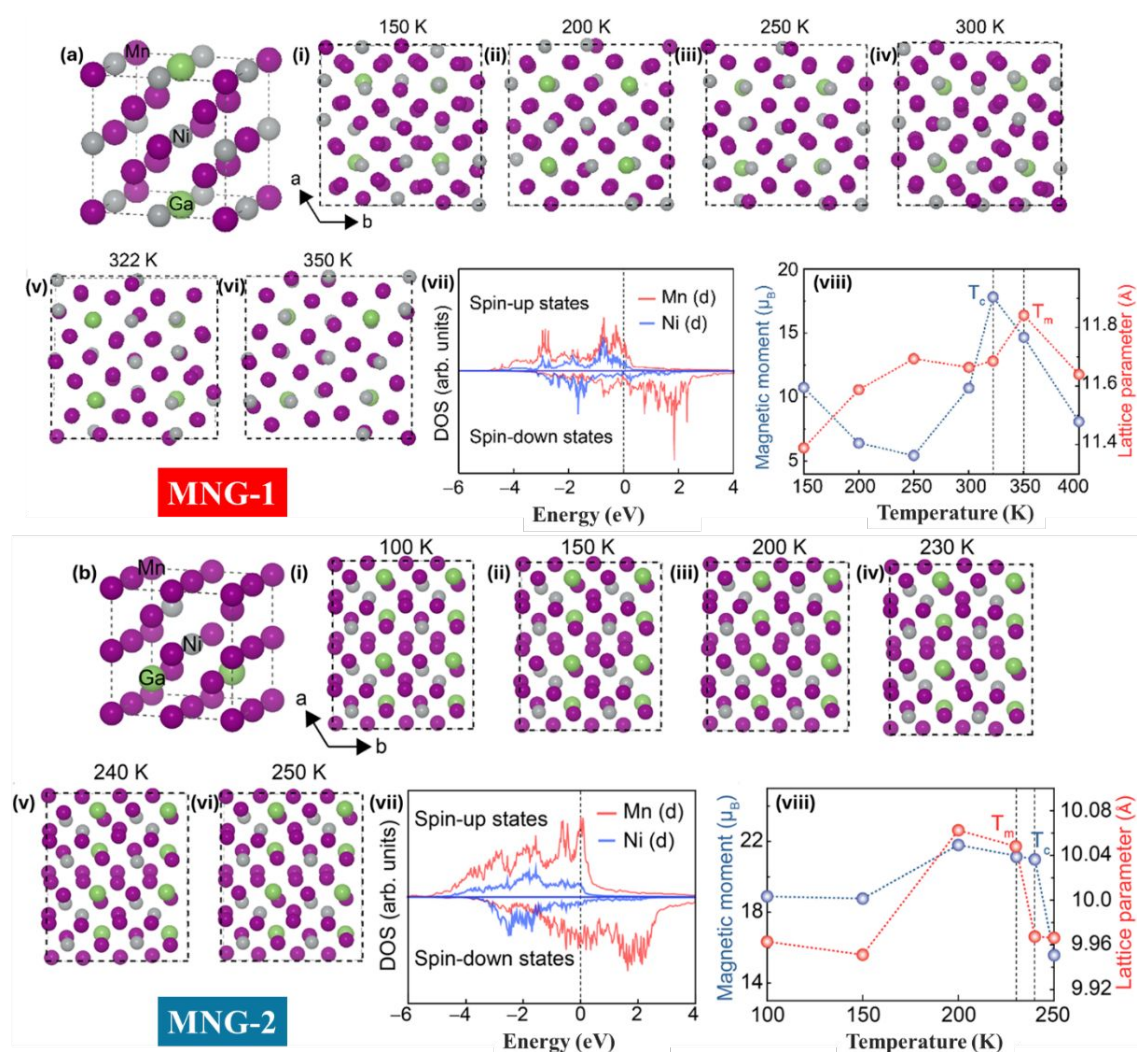 150 K 200 K 250 K 300 K
(a) Mn (i) (ii) (iii) (iv)
Ni
Ga
a
b
322 K 350 K
(v) (vi) (vii) (viii)
Spin-up states
Mn (d)
Ni (d)
Spin-down states
DOS (arb. units)
−6 −4 −2 0 2 4
Energy (eV)
20
15
10
5
Magnetic moment (μB)
Tc
Tm
11.8
11.6
11.4
Lattice parameter (Å)
150 200 250 300 350 400
Temperature (K)
MNG-1
100 K 150 K 200 K 230 K
(b) Mn (i) (ii) (iii) (iv)
Ni
Ga
a
b
240 K 250 K
(v) (vi) (vii) (viii)
Spin-up states
Mn (d)
Ni (d)
Spin-down states
DOS (arb. units)
−6 −4 −2 0 2 4
Energy (eV)
22
19
16
Magnetic moment (μB)
Tm
Tc
10.08
10.04
10.0
9.96
9.92
Lattice parameter (Å)
100 150 200 250
Temperature (K)
MNG-2